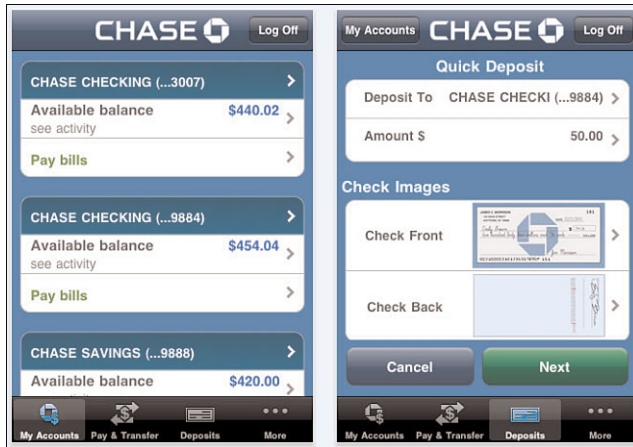 CHASE
Log Off
CHASE CHECKING (...3007)
Available balance
$440.02
see activity
Pay bills
CHASE CHECKING (...9884)
Available balance
$454.04
see activity
Pay bills
CHASE SAVINGS (...9888)
Available balance
$420.00
My Accounts
Pay & Transfer
Deposits
More
My Accounts
CHASE
Log Off
Quick Deposit
Deposit To
CHASE CHECKI (...9884)
Amount $
50.00
Check Images
Check Front
Check Back
Cancel
Next
My Accounts
Pay & Transfer
Deposits
More